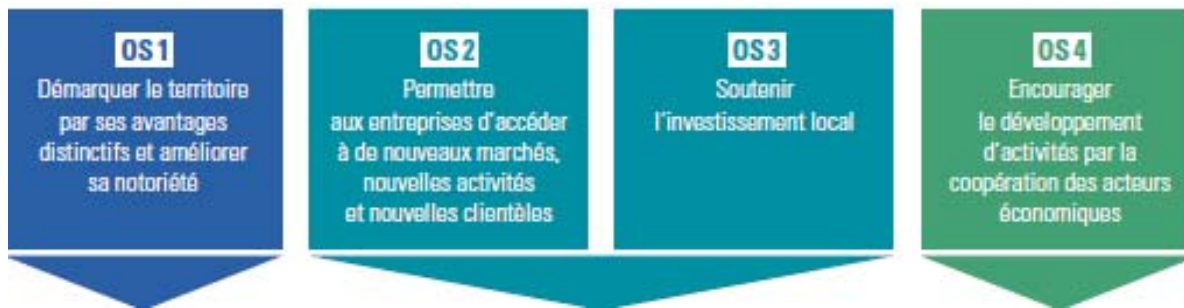 OS1
Démarquer le territoire
par ses avantages
distinctifs et améliorer
sa notoriété
OS2
Permettre
aux entreprises d'accéder
à de nouveaux marchés,
nouvelles activités
et nouvelles clientèles
OS3
Soutenir
l'investissement local
OS4
Encourager
le développement
d'activités par la
coopération des acteurs
économiques